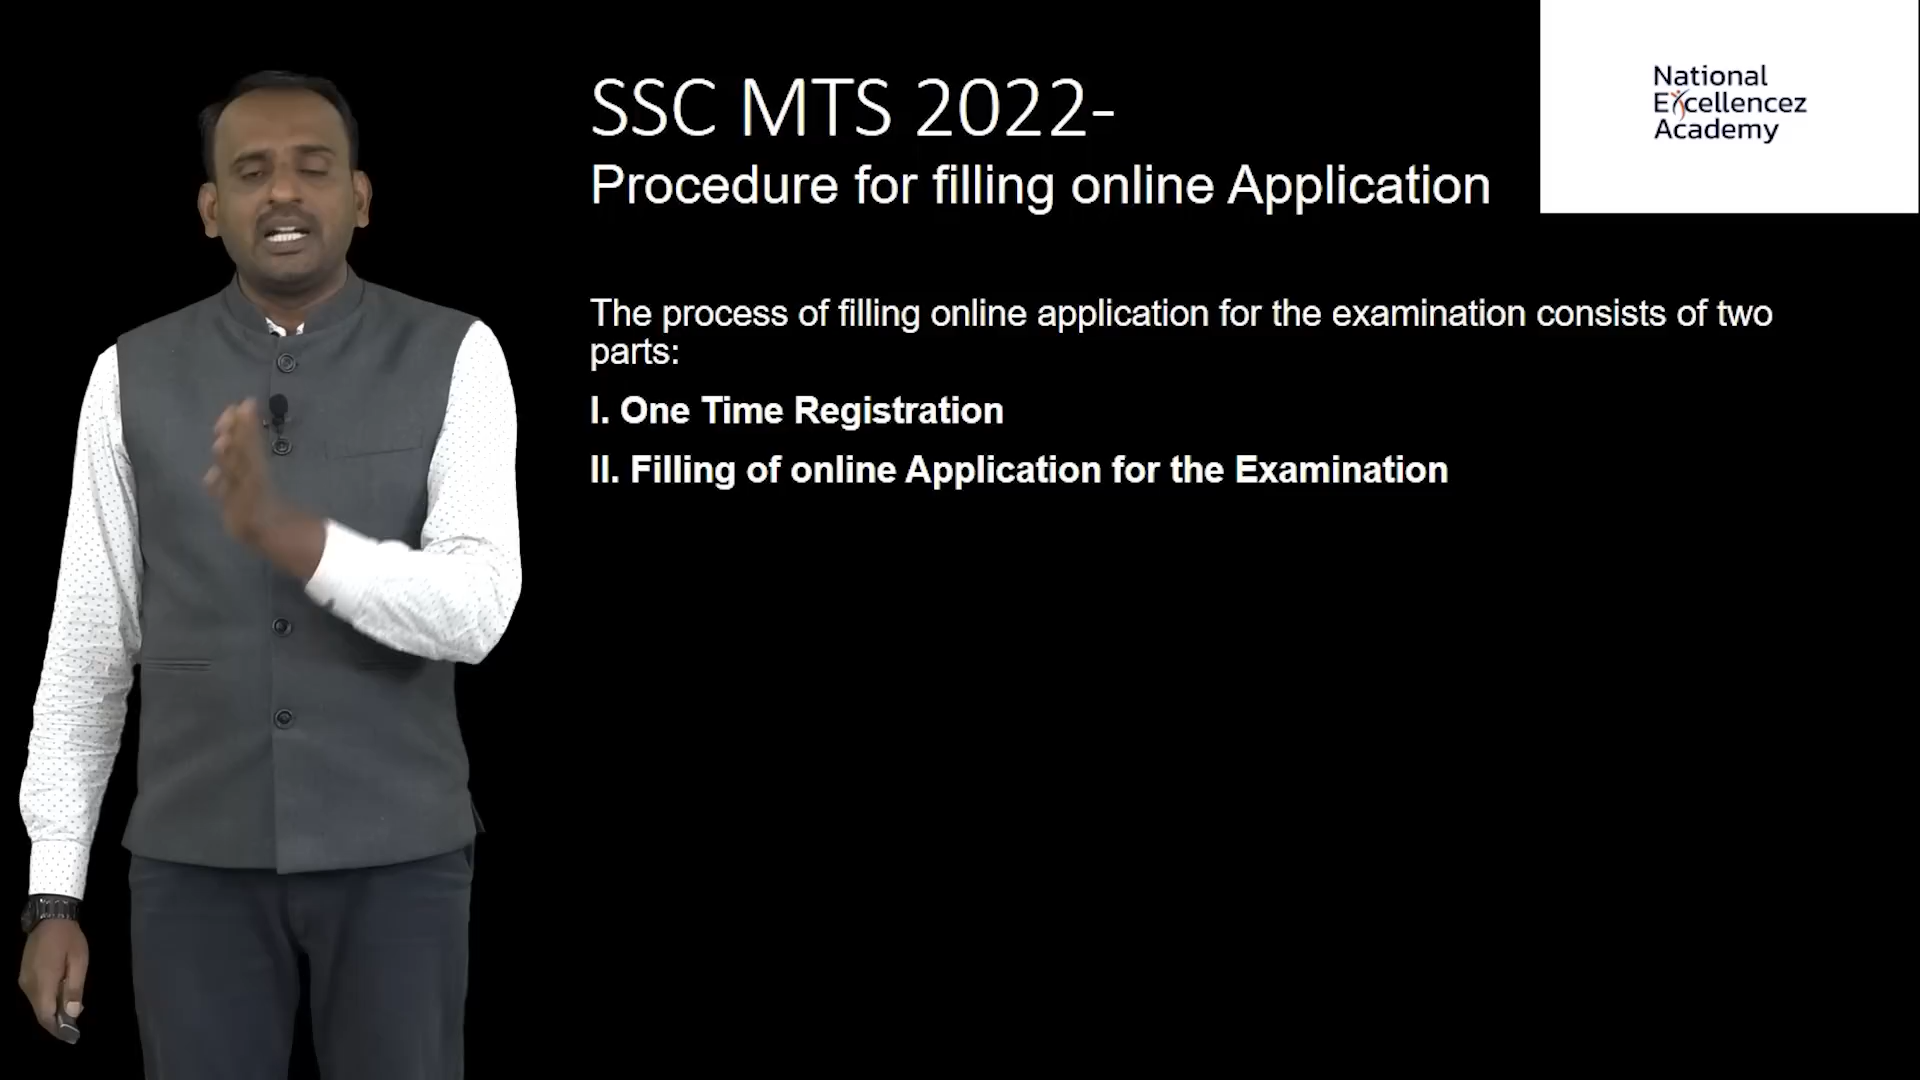 SSC MTS 2022-
Procedure for filling online Application
National
Excellencez
Academy
The process of filling online application for the examination consists of two
parts:
I. One Time Registration
II. Filling of online Application for the Examination